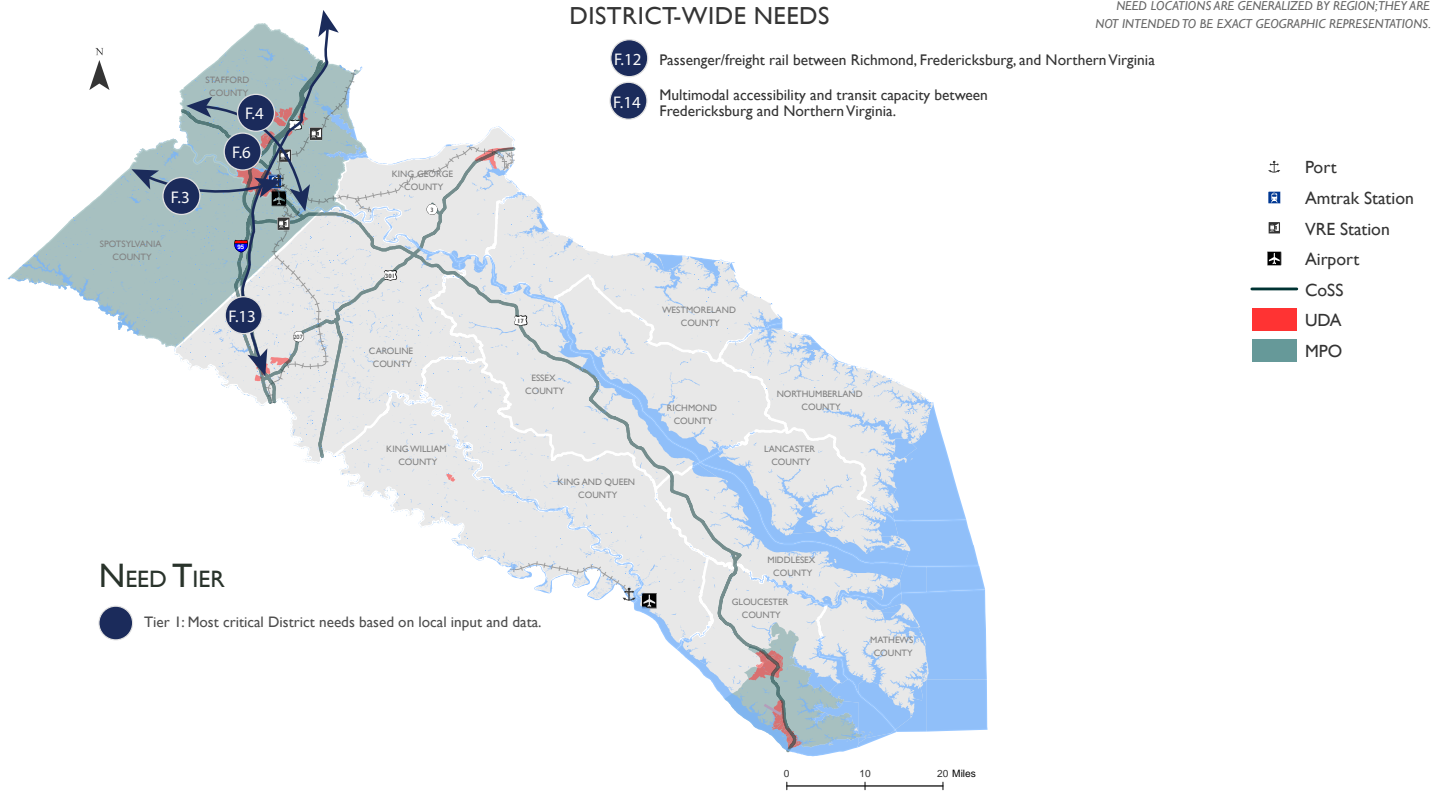 DISTRICT-WIDE NEEDS
NEED LOCATIONS ARE GENERALIZED BY REGION; THEY ARE
NOT INTENDED TO BE EXACT GEOGRAPHIC REPRESENTATIONS.
F.12 Passenger/freight rail between Richmond, Fredericksburg, and Northern Virginia
F.14 Multimodal accessibility and transit capacity between
Fredericksburg and Northern Virginia.
N
STAFFORD
COUNTY
F.4
F.6
F.3
KING GEORGE
COUNTY
3
SPOTSYLVANIA
COUNTY
95
301
F.13
17
207
WESTMORELAND
COUNTY
CAROLINE
COUNTY
ESSEX
COUNTY
RICHMOND
COUNTY
NORTHUMBERLAND
COUNTY
KING WILLIAM
COUNTY
LANCASTER
COUNTY
KING AND QUEEN
COUNTY
MIDDLESEX
COUNTY
GLOUCESTER
COUNTY
MATHEWS
COUNTY
Port
Amtrak Station
VRE Station
Airport
CoSS
UDA
MPO
NEED TIER
Tier 1: Most critical District needs based on local input and data.
0 10 20 Miles